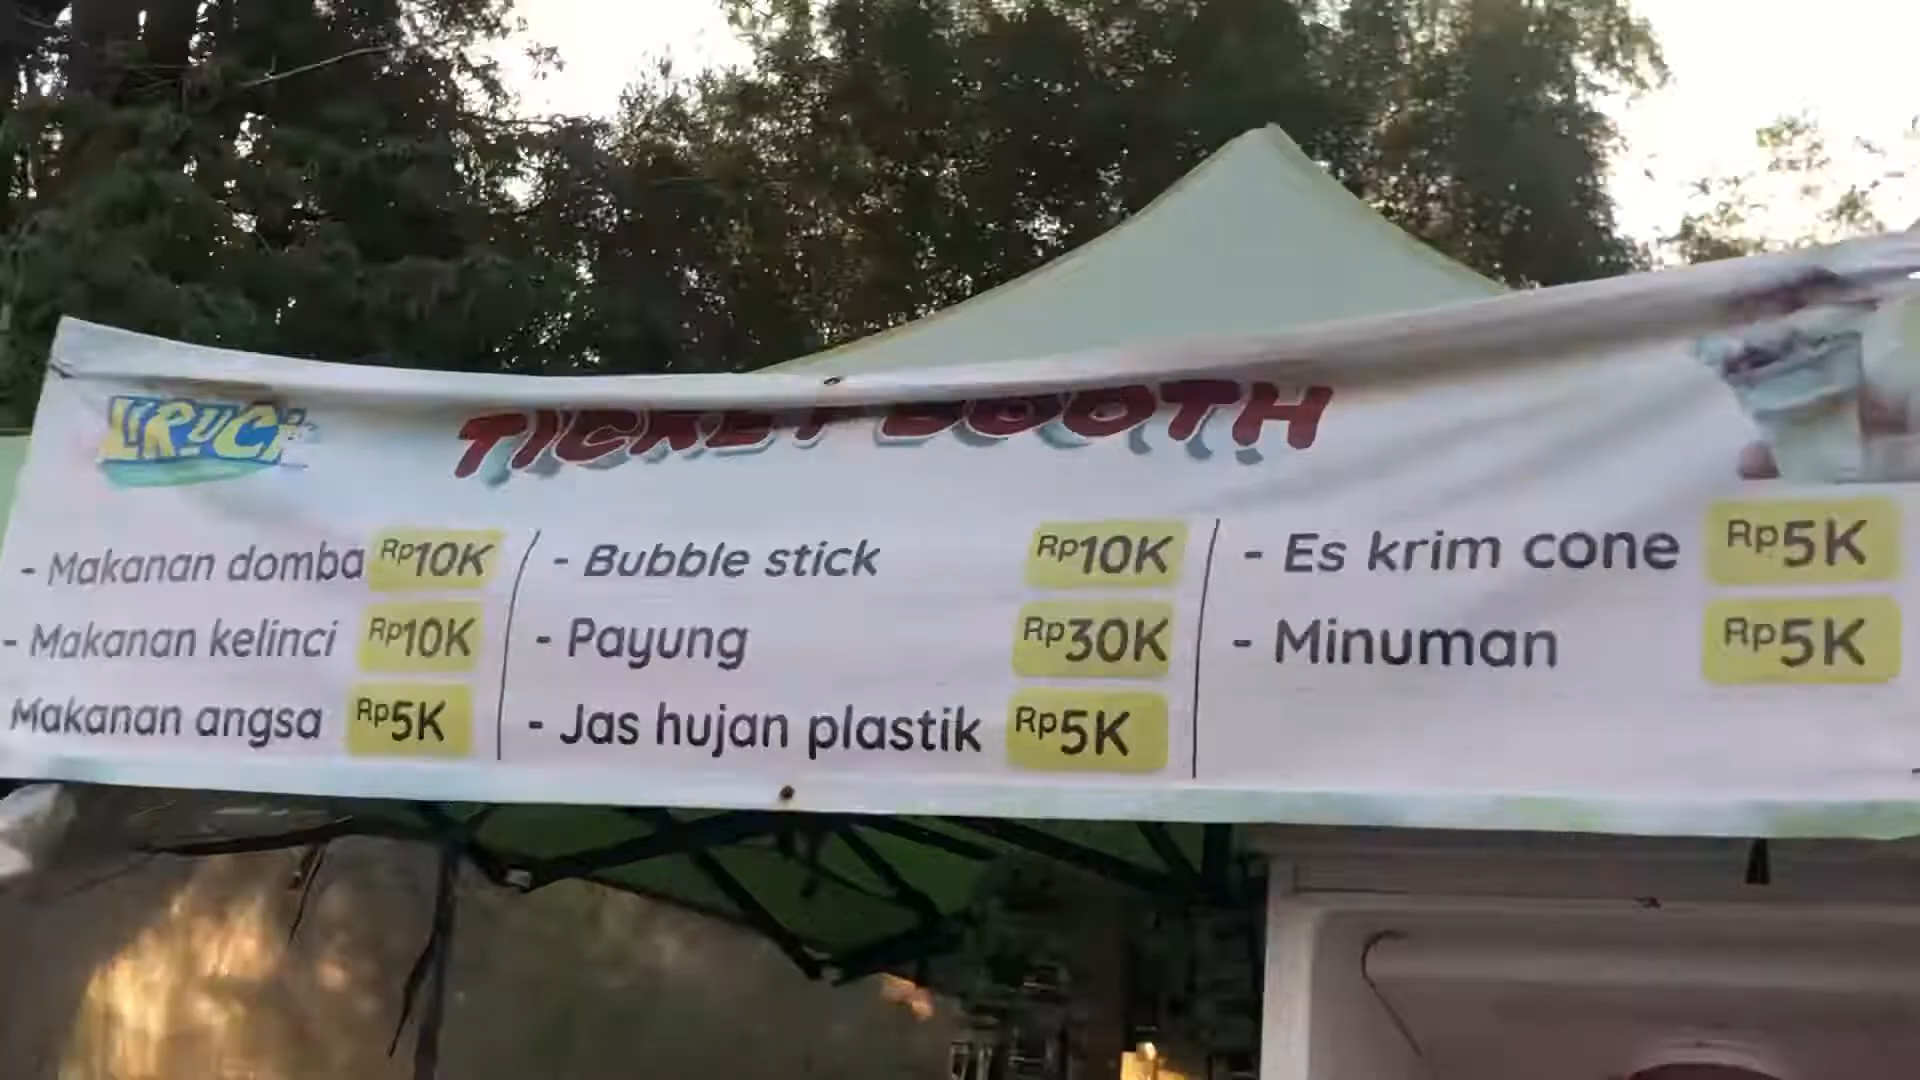 TICKET BOOTH
- Makanan domba Rp10K
- Makanan kelinci Rp10K
Makanan angsa Rp5K
- Bubble stick Rp10K
- Payung Rp30K
- Jas hujan plastik Rp5K
- Es krim cone Rp5K
- Minuman Rp5K